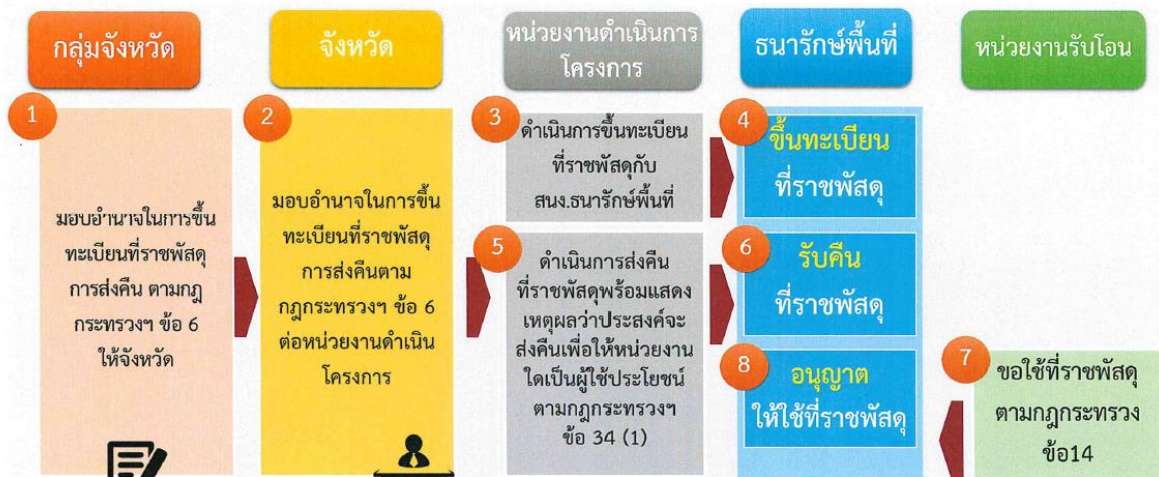 กลุ่มจังหวัด
จังหวัด
หน่วยงานดำเนินการ
โครงการ
ธนารักษ์พื้นที่
หน่วยงานรับโอน
1
มอบอำนาจในการขึ้น
ทะเบียนที่ราชพัสดุ
การส่งคืน ตามกฎ
กระทรวงฯ ข้อ 6
ให้จังหวัด
2
มอบอำนาจในการขึ้น
ทะเบียนที่ราชพัสดุ
การส่งคืนตาม
กฎกระทรวงฯ ข้อ 6
ต่อหน่วยงานดำเนิน
โครงการ
3
ดำเนินการขึ้นทะเบียน
ที่ราชพัสดุกับ
สนง.ธนารักษ์พื้นที่
4
ขึ้นทะเบียน
ที่ราชพัสดุ
5
ดำเนินการส่งคืน
ที่ราชพัสดุพร้อมแสดง
เหตุผลว่าประสงค์จะ
ส่งคืนเพื่อให้หน่วยงาน
ใดเป็นผู้ใช้ประโยชน์
ตามกฎกระทรวงฯ
ข้อ 34 (1)
6
รับคืน
ที่ราชพัสดุ
7
ขอใช้ที่ราชพัสดุ
ตามกฎกระทรวง
ข้อ14
8
อนุญาต
ให้ใช้ที่ราชพัสดุ